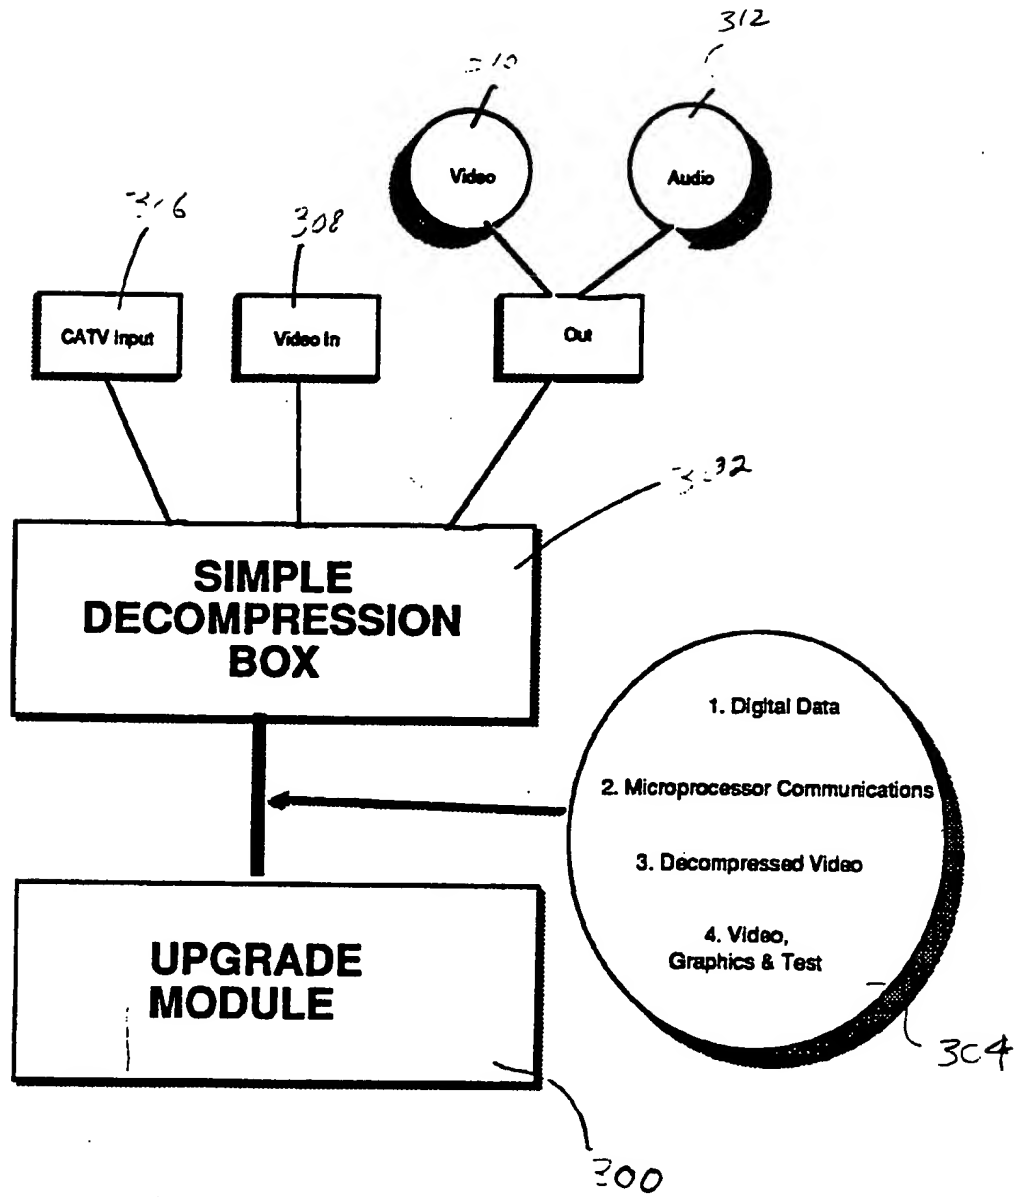 312
Video
Audio
308
CATV Input
Video In
Out
SIMPLE
DECOMPRESSION
BOX
1. Digital Data
2. Microprocessor Communications
3. Decompressed Video
4. Video,
Graphics & Test
UPGRADE
MODULE
304
300